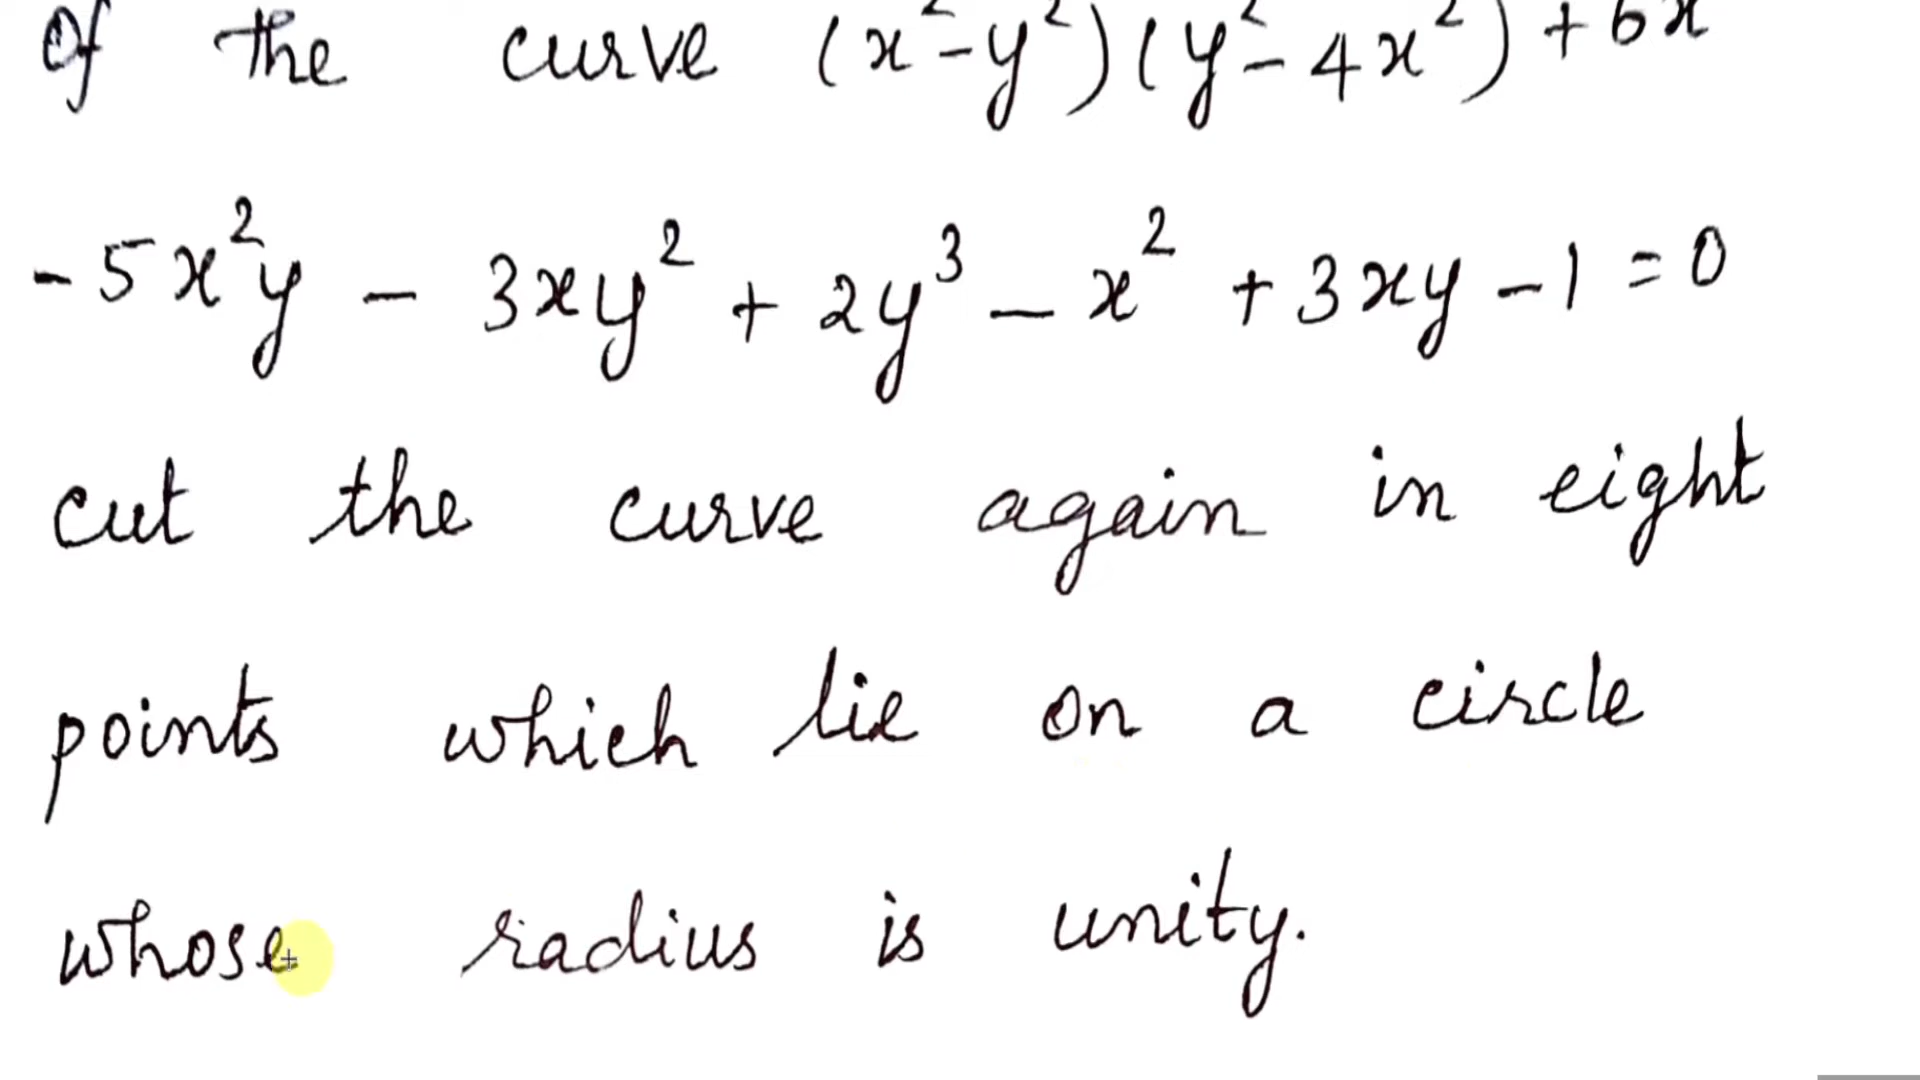 of the curve (x²-y²)(y²-4x²)+6x
-5x²y - 3xy² + 2y³ - x² + 3xy - 1 = 0
cut the curve again in eight
points which lie on a circle
whose radius is unity.